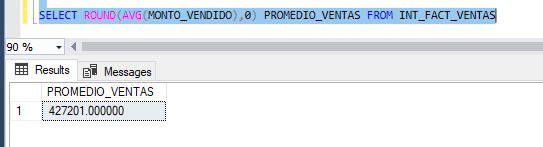 SELECT ROUND(AVG(MONTO_VENDIDO),0) PROMEDIO_VENTAS FROM INT_FACT_VENTAS
90 %
Results Messages
PROMEDIO_VENTAS
1 427201.000000